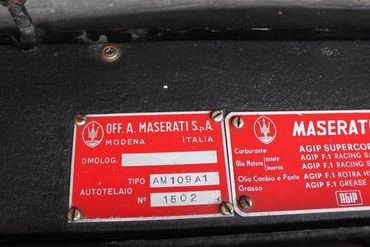 OFF. A. MASERATI S.p.A.
MODENA ITALIA
OMOLOG.
TIPO AM109A1
AUTOTELAIO
Nº 1602
MASERATI
Carburante AGIP SUPERCOR
Olio Motore estate AGIP F.1 RACING S
inverno AGIP F.1 RACING S
Olio Cambio e Ponte AGIP F.1 ROTRA H
Grasso AGIP F.1 GREASE
AGIP